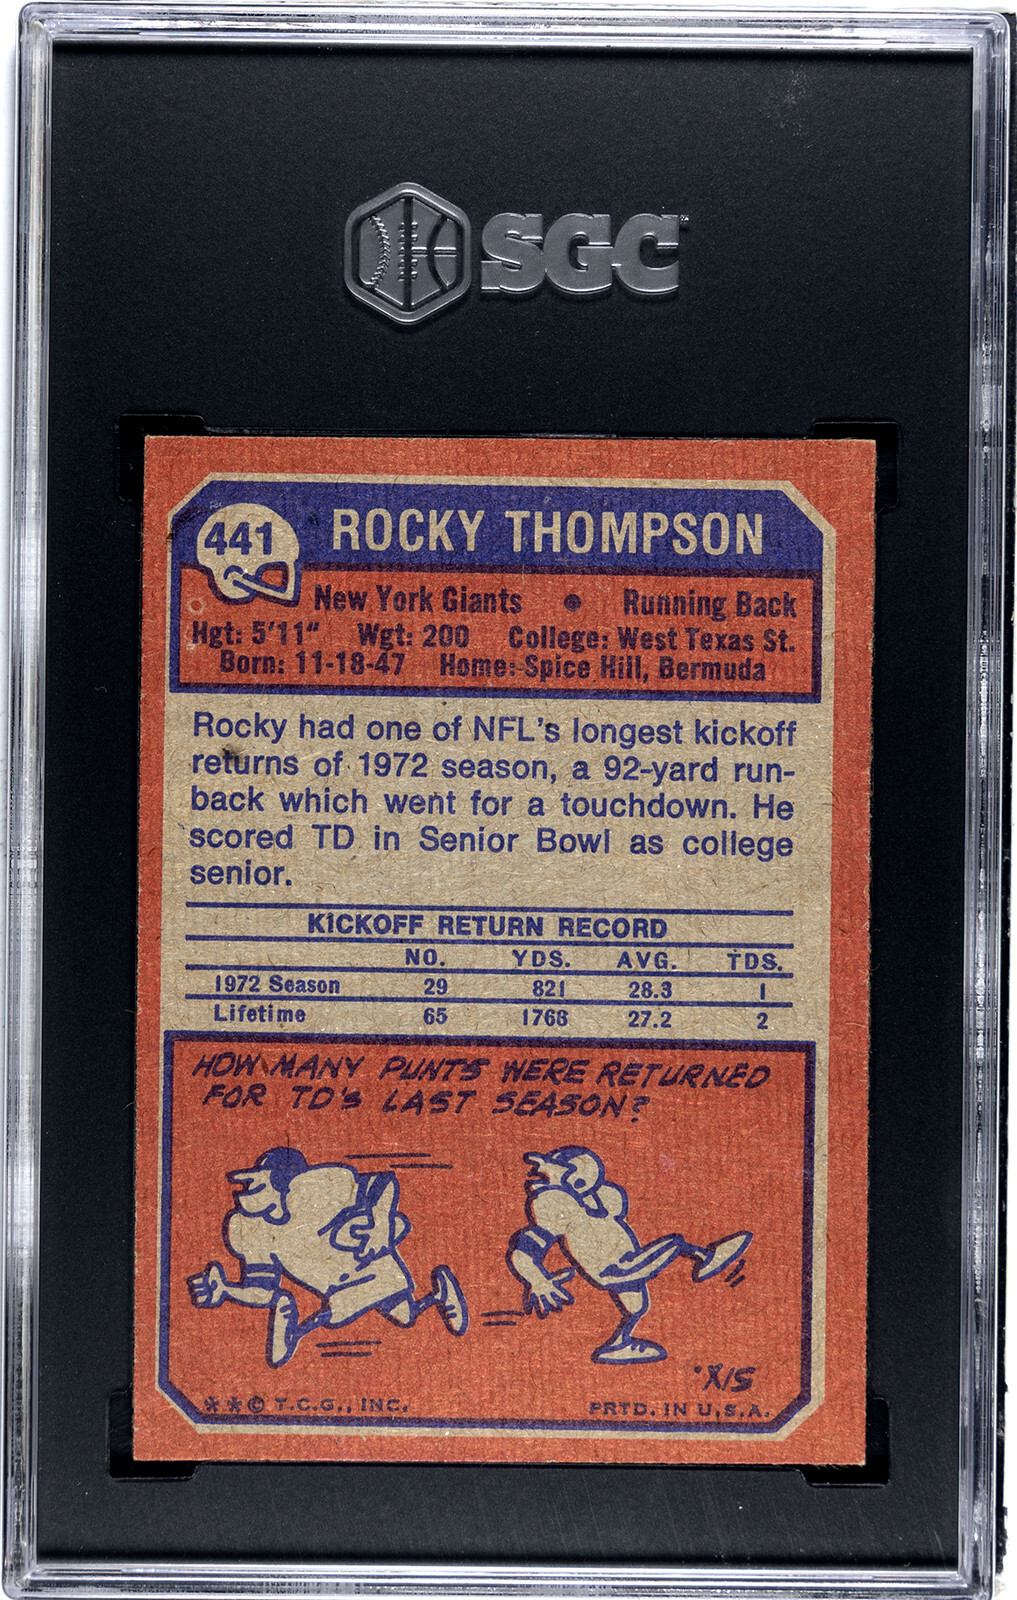 SGC
441
ROCKY THOMPSON
New York Giants • Running Back
Hgt: 5'11" Wgt: 200 College: West Texas St.
Born: 11-18-47 Home: Spice Hill, Bermuda
Rocky had one of NFL's longest kickoff
returns of 1972 season, a 92-yard run-
back which went for a touchdown. He
scored TD in Senior Bowl as college
senior.
KICKOFF RETURN RECORD
NO. YDS. AVG. TDS.
1972 Season 29 821 28.3 1
Lifetime 65 1768 27.2 2
HOW MANY PUNTS WERE RETURNED
FOR TD'S LAST SEASON?
SIX.
**© T.C.G., INC. PRTD. IN U.S.A.